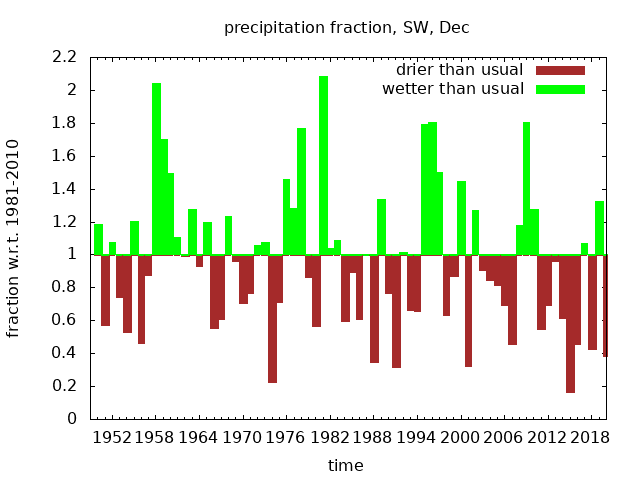 precipitation fraction, SW, Dec
drier than usual
wetter than usual
fraction w.r.t. 1981-2010
2.2
2
1.8
1.6
1.4
1.2
1
0.8
0.6
0.4
0.2
0
1952 1958 1964 1970 1976 1982 1988 1994 2000 2006 2012 2018
time